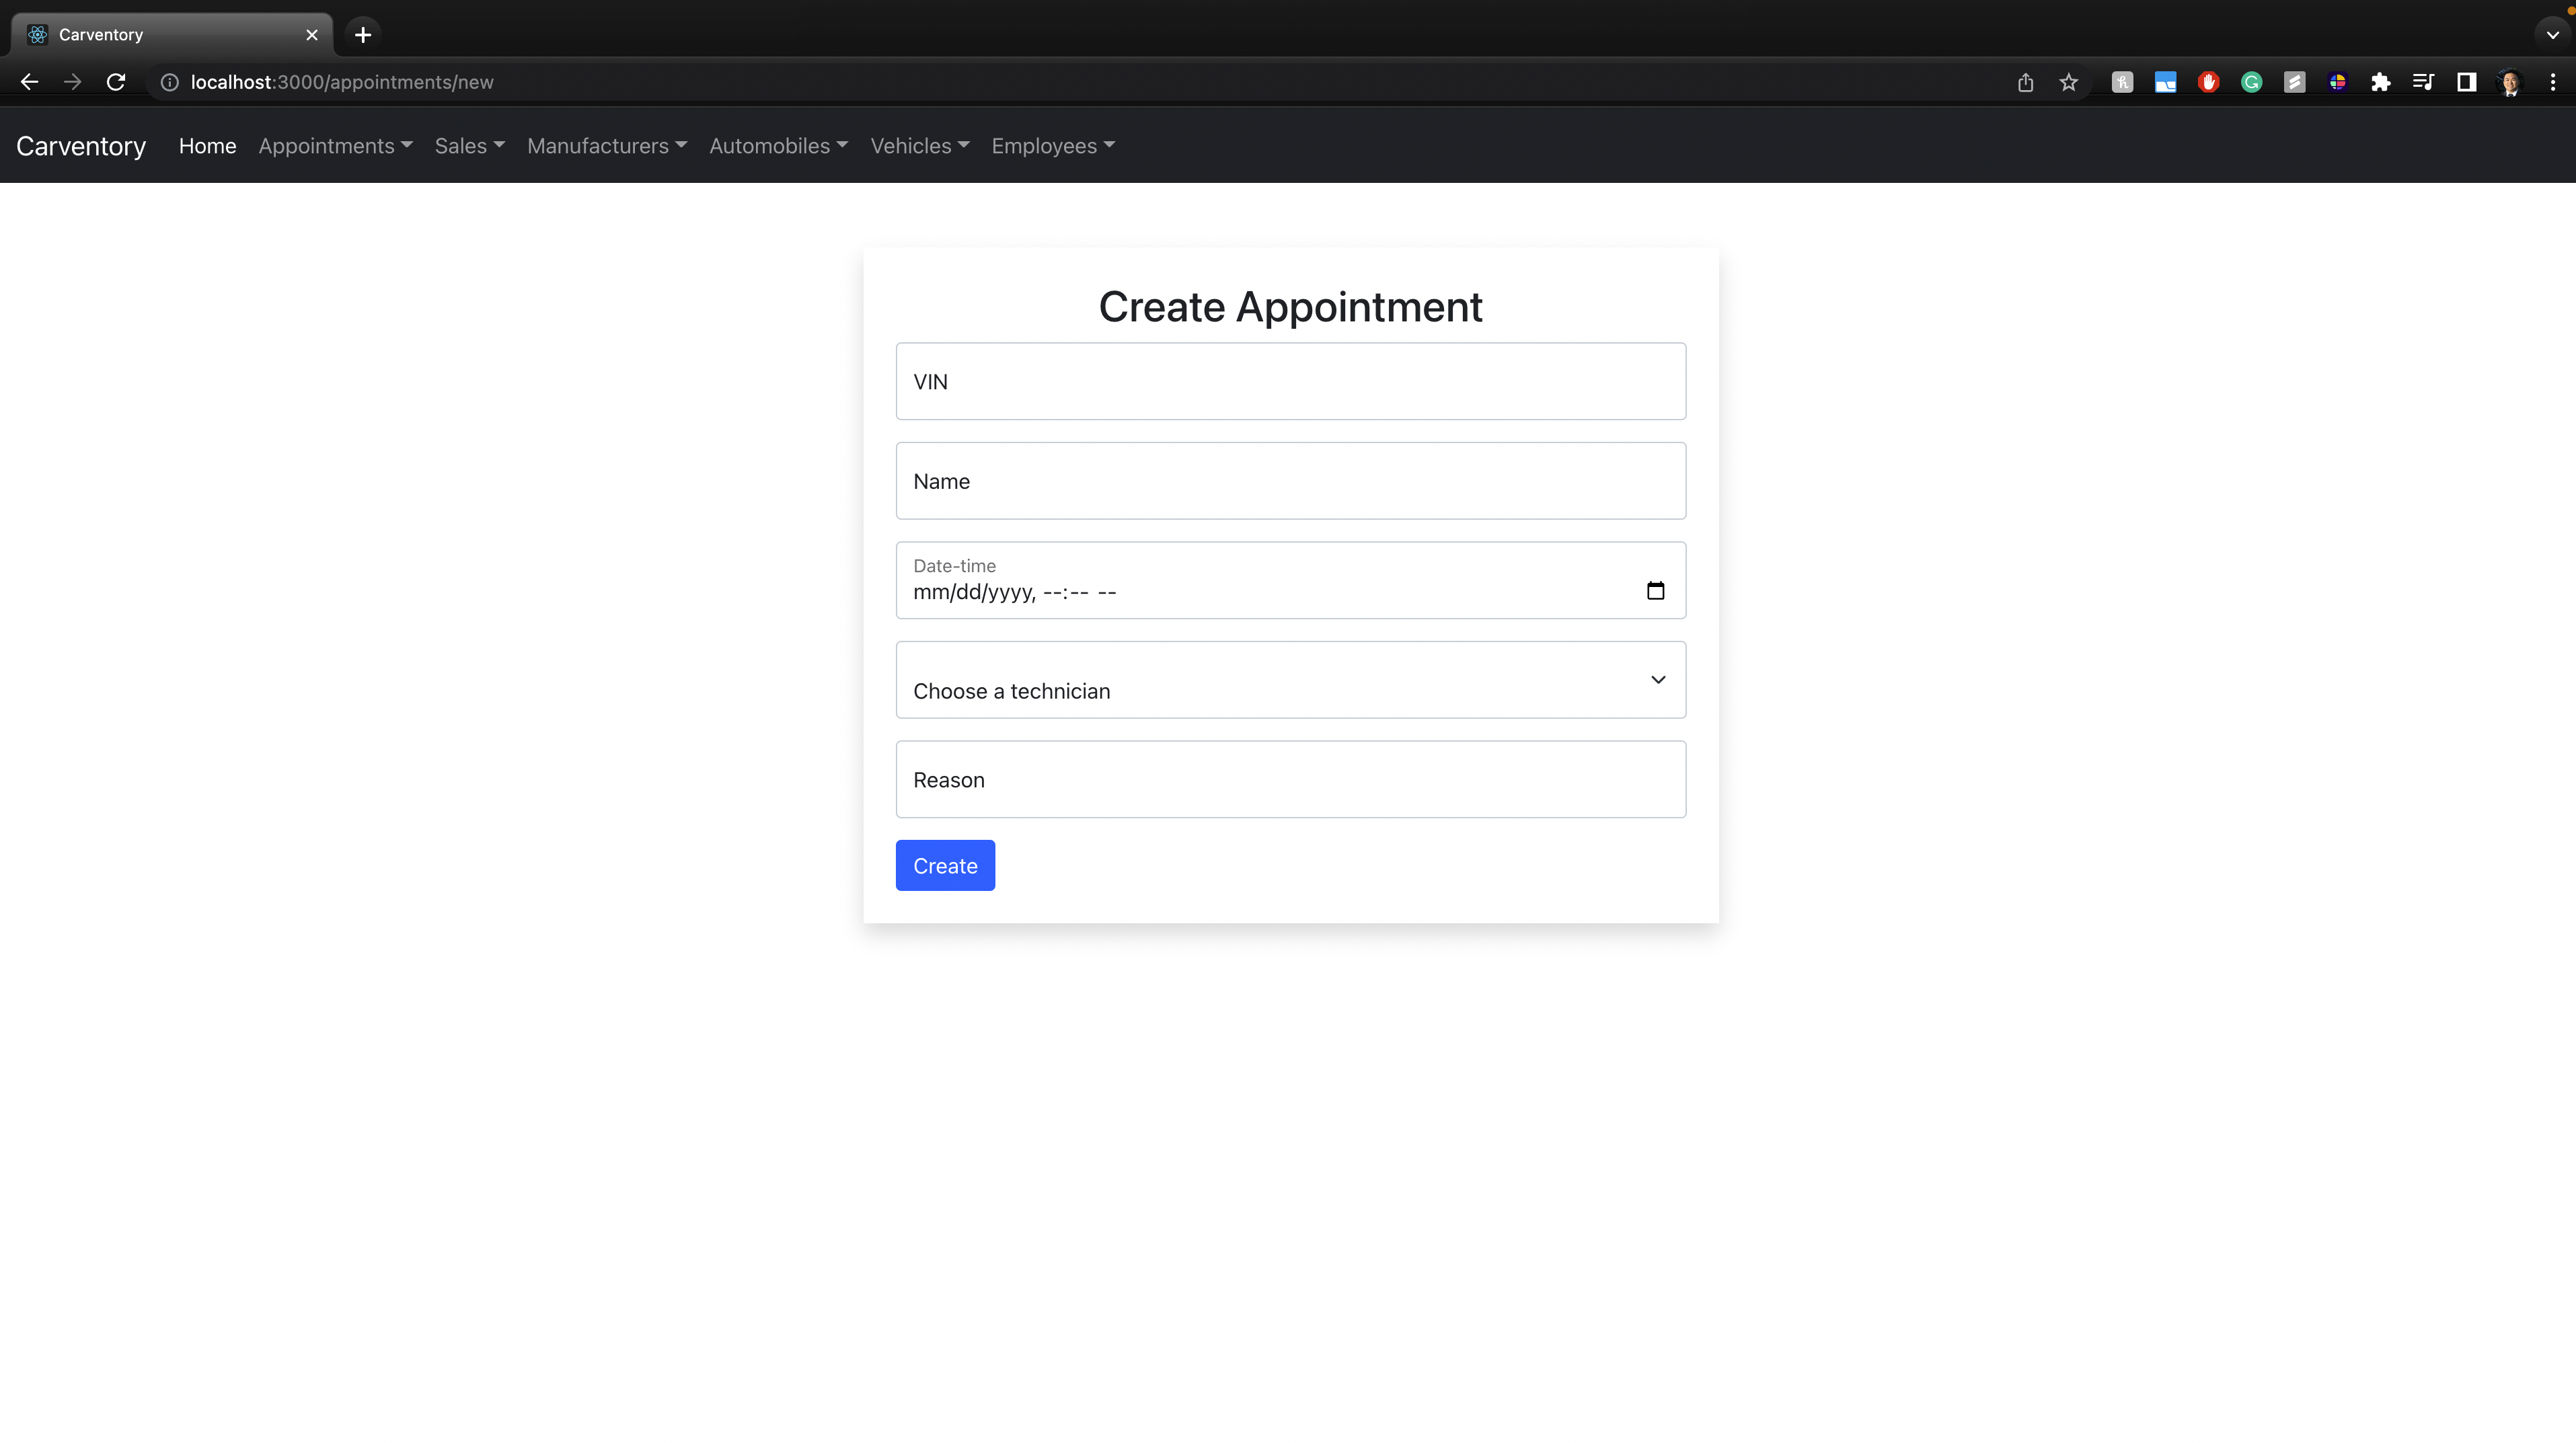 Carventory
localhost:3000/appointments/new
Carventory Home Appointments Sales Manufacturers Automobiles Vehicles Employees
Create Appointment
VIN
Name
Date-time
mm/dd/yyyy, --:-- --
Choose a technician
Reason
Create